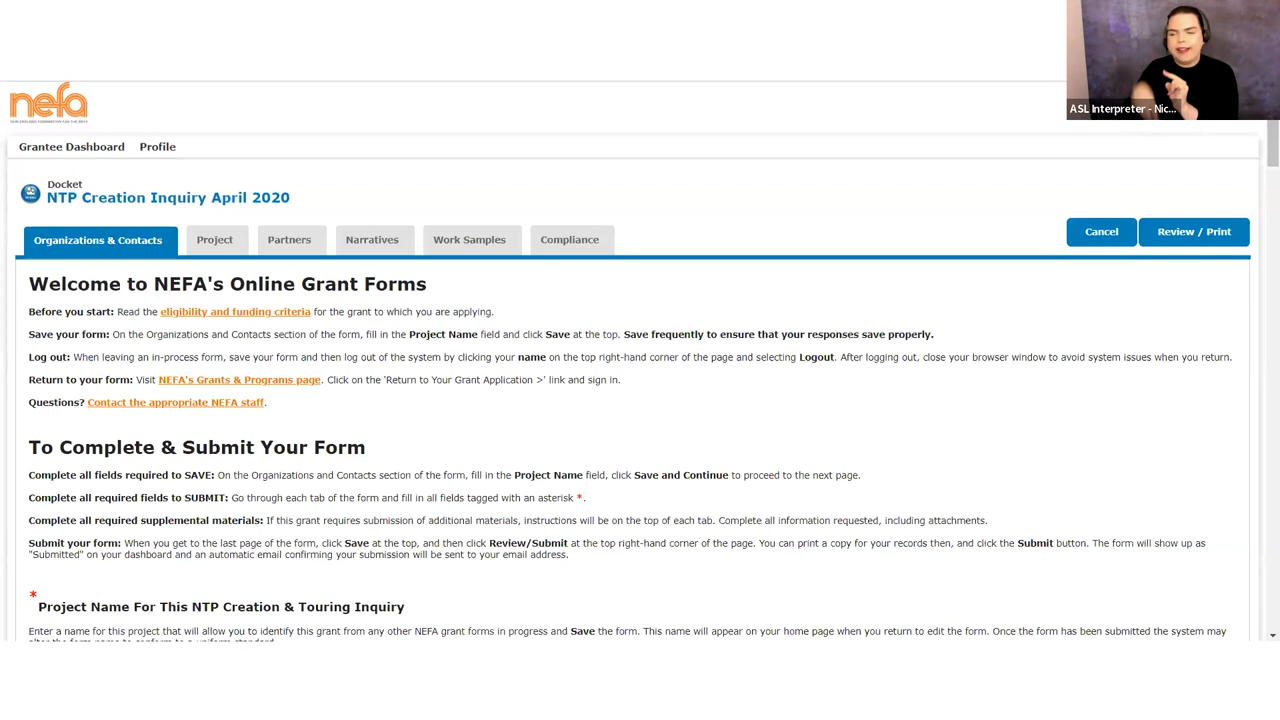 ASL Interpreter - Nic...
nefa
Grantee Dashboard Profile
Docket
NTP Creation Inquiry April 2020
Organizations & Contacts Project Partners Narratives Work Samples Compliance Cancel Review / Print
Welcome to NEFA's Online Grant Forms
Before you start: Read the eligibility and funding criteria for the grant to which you are applying.
Save your form: On the Organizations and Contacts section of the form, fill in the Project Name field and click Save at the top. Save frequently to ensure that your responses save properly.
Log out: When leaving an in-process form, save your form and then log out of the system by clicking your name on the top right-hand corner of the page and selecting Logout. After logging out, close your browser window to avoid system issues when you return.
Return to your form: Visit NEFA's Grants & Programs page. Click on the 'Return to Your Grant Application >' link and sign in.
Questions? Contact the appropriate NEFA staff.
To Complete & Submit Your Form
Complete all fields required to SAVE: On the Organizations and Contacts section of the form, fill in the Project Name field, click Save and Continue to proceed to the next page.
Complete all required fields to SUBMIT: Go through each tab of the form and fill in all fields tagged with an asterisk *.
Complete all required supplemental materials: If this grant requires submission of additional materials, instructions will be on the top of each tab. Complete all information requested, including attachments.
Submit your form: When you get to the last page of the form, click Save at the top, and then click Review/Submit at the top right-hand corner of the page. You can print a copy for your records then, and click the Submit button. The form will show up as
"Submitted" on your dashboard and an automatic email confirming your submission will be sent to your email address.
*
Project Name For This NTP Creation & Touring Inquiry
Enter a name for this project that will allow you to identify this grant from any other NEFA grant forms in progress and Save the form. This name will appear on your home page when you return to edit the form. Once the form has been submitted the system may